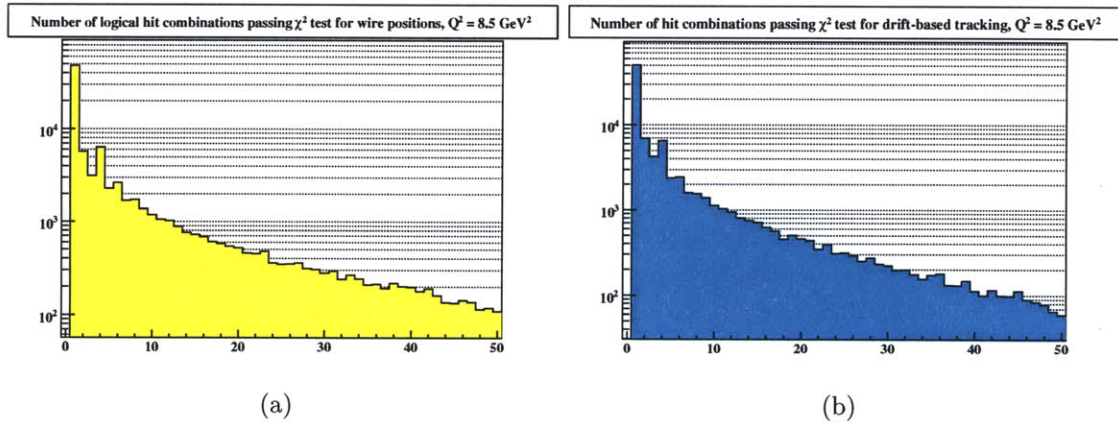 Number of logical hit combinations passing χ² test for wire positions, Q² = 8.5 GeV²
10⁴
10³
10²
0 10 20 30 40 50
(a)
Number of hit combinations passing χ² test for drift-based tracking, Q² = 8.5 GeV²
10⁴
10³
10²
0 10 20 30 40 50
(b)